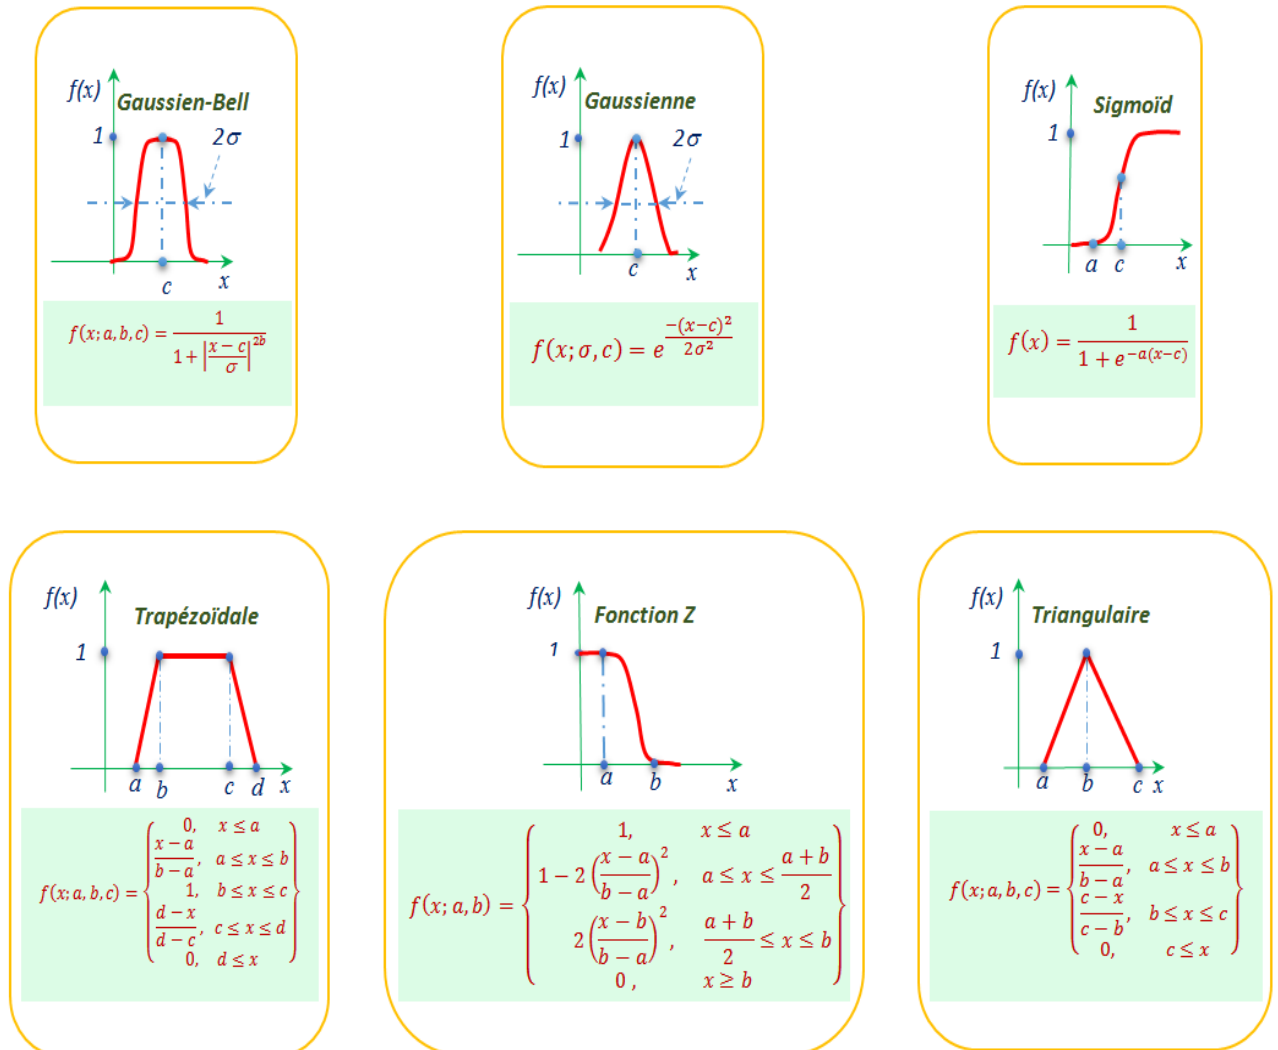 f(x)
Gaussien-Bell
1
2σ
c
x
f(x; a, b, c) = 1 / (1 + |(x − c)/σ|^{2b})
f(x)
Gaussienne
1
2σ
c
x
f(x; σ, c) = e^{−(x−c)²/2σ²}
f(x)
Sigmoïd
1
a c x
f(x) = 1 / (1 + e^{−a(x−c)})
f(x)
Trapézoïdale
1
a b c d x
f(x; a, b, c) = {
0, x ≤ a
(x − a)/(b − a), a ≤ x ≤ b
1, b ≤ x ≤ c
(d − x)/(d − c), c ≤ x ≤ d
0, d ≤ x
}
f(x)
Fonction Z
1
a b x
f(x; a, b) = {
1, x ≤ a
1 − 2((x − a)/(b − a))², a ≤ x ≤ (a + b)/2
2((x − b)/(b − a))², (a + b)/2 ≤ x ≤ b
0 , x ≥ b
}
f(x)
Triangulaire
1
a b c x
f(x; a, b, c) = {
0, x ≤ a
(x − a)/(b − a), a ≤ x ≤ b
(c − x)/(c − b), b ≤ x ≤ c
0, c ≤ x
}